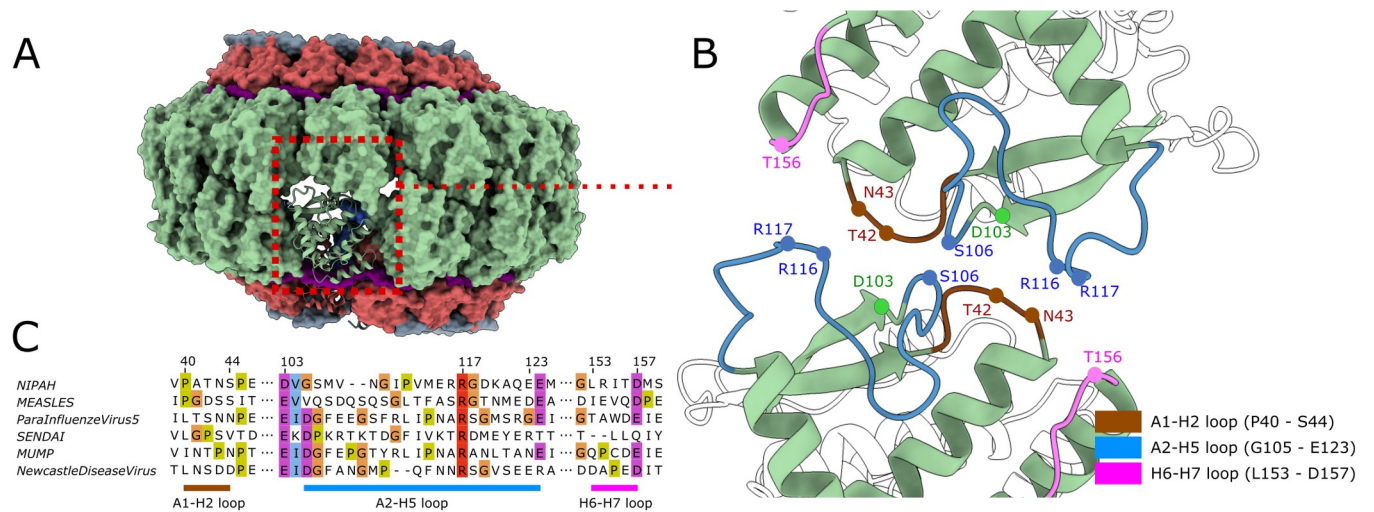 A
B
T156
N43
T42
D103
S106
R117
R116
R116
R117
D103
S106
T42
N43
T156
A1-H2 loop (P40 - S44)
A2-H5 loop (G105 - E123)
H6-H7 loop (L153 - D157)
C
40 44 103 117 123 153 157
NIPAH VPATNSPE ··· DVGSMV--NGIPVMERRGDKAQEEM ··· GLRITDMS
MEASLES IPGDSSIT ··· EVVQSDQSQSGLTFASRGTNMEDEA ··· DIEVQDPE
ParaInfluenzeVirus5 ILTSNNPE ··· EIDGFEEGSFRLIPNARGSMSRGEI ··· GTAWDEIE
SENDAI VLGPSVTD ··· EKDPKRTKTDGFIVKTRDMEYERTT ··· T-LLQIY
MUMP VINTPNPT ··· EIDGFEPGTYRLIPNARANLTANEI ··· GQPCDEIE
NewcastleDiseaseVirus TLNSDDPE ··· EIDGFANGMP--QFNNRSGVSEERA ··· DDAPEDIT
A1-H2 loop A2-H5 loop H6-H7 loop